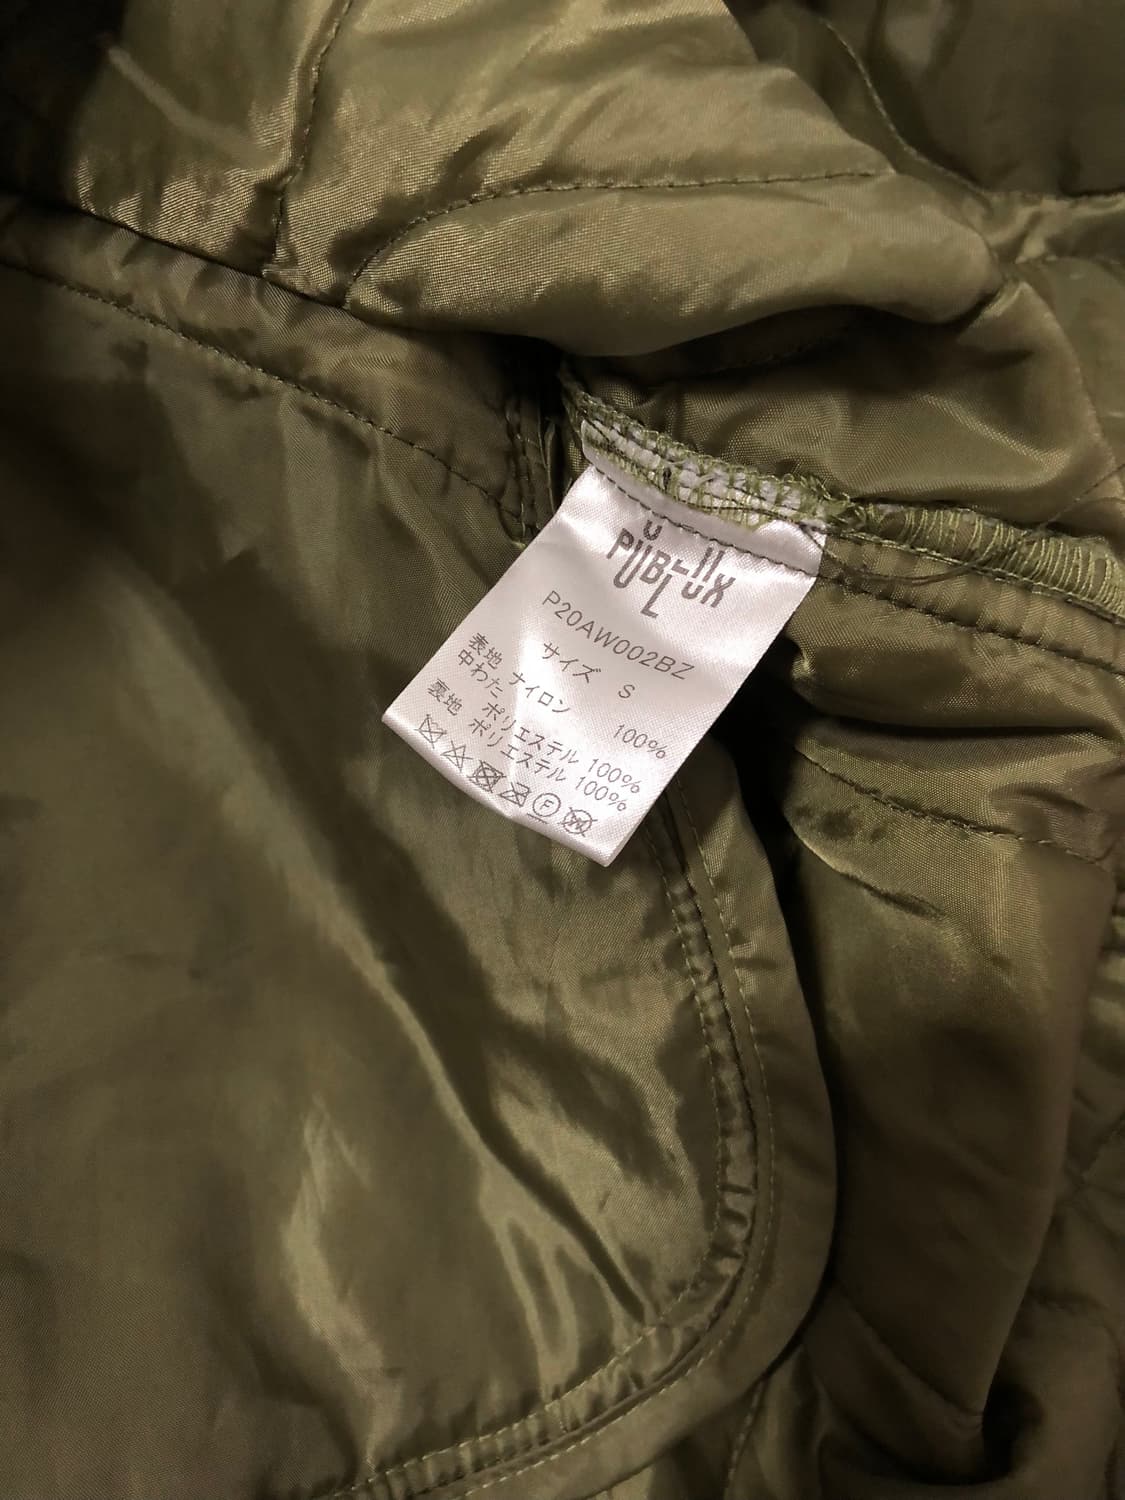 PUBLUX
P20AW002BZ
サイズ S
表地 ナイロン 100%
中わた ポリエステル 100%
裏地 ポリエステル 100%
F
W